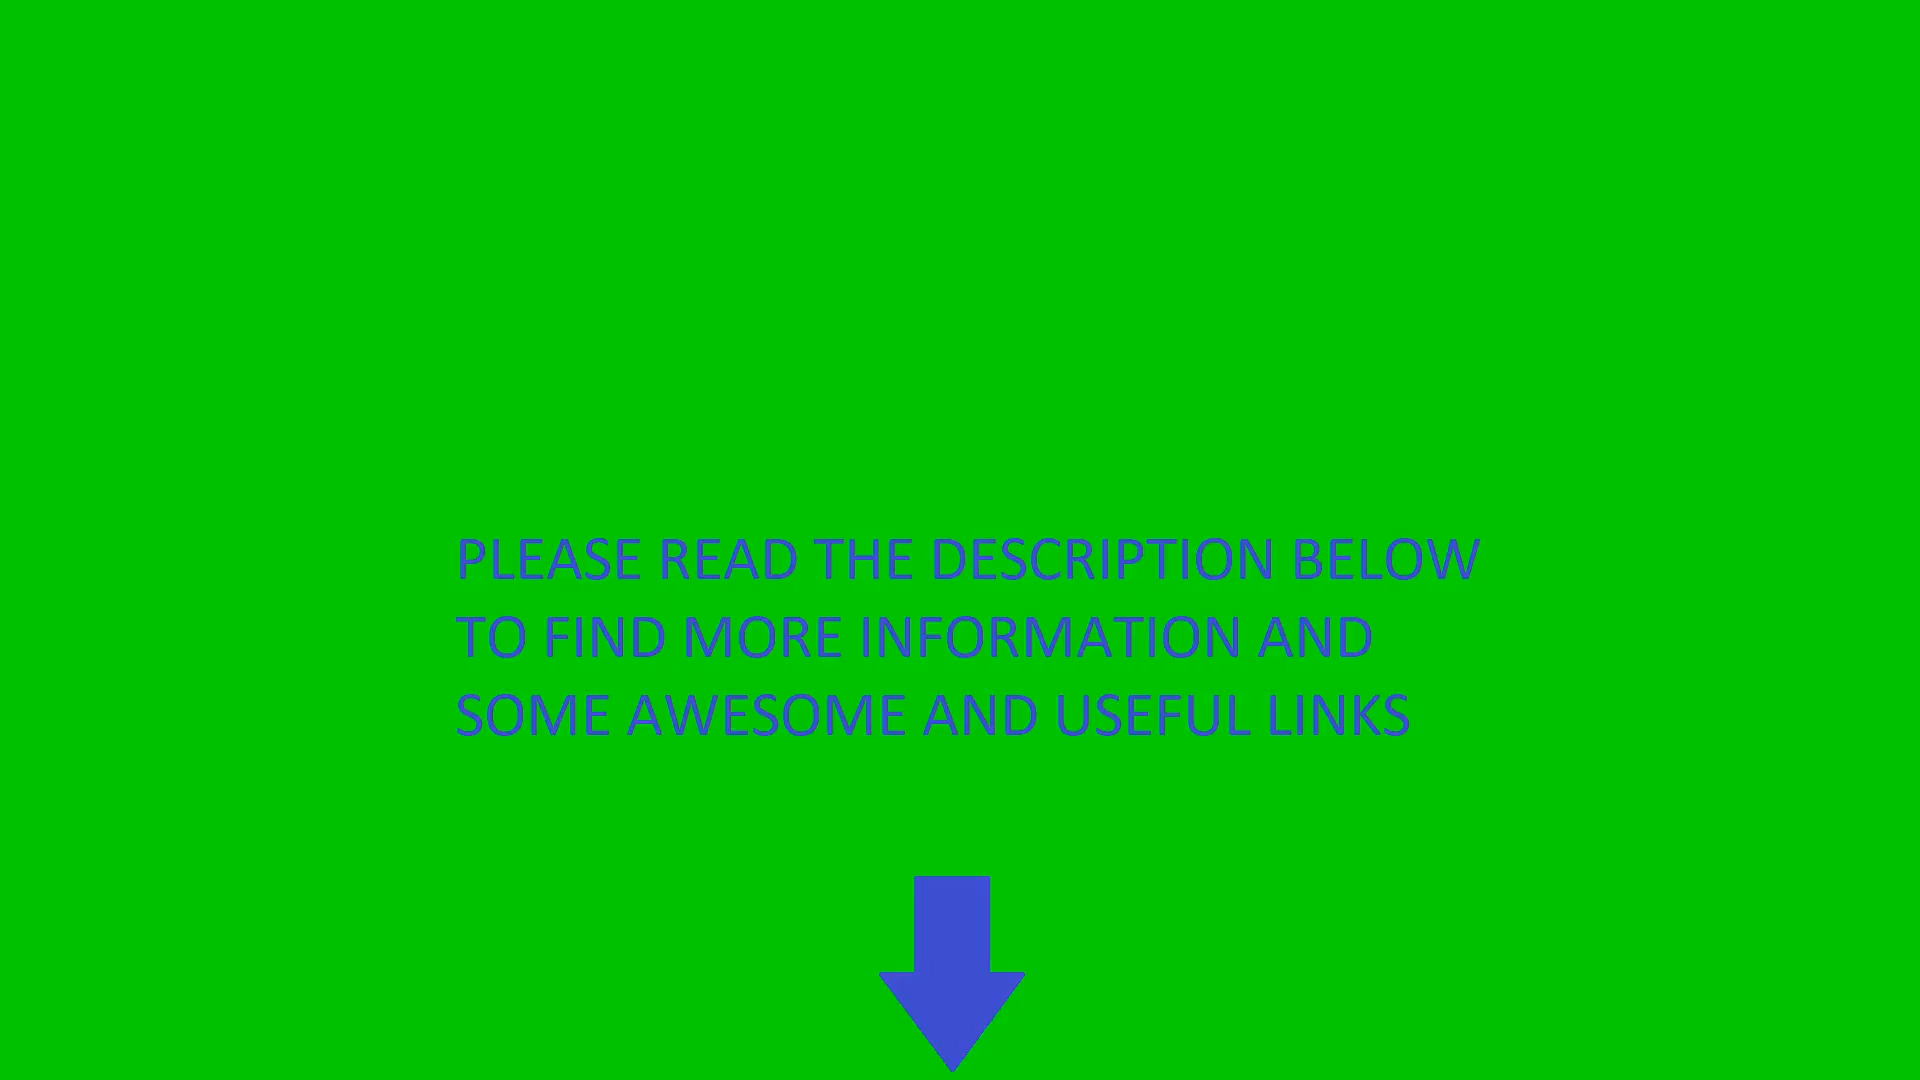 PLEASE READ THE DESCRIPTION BELOW
TO FIND MORE INFORMATION AND
SOME AWESOME AND USEFUL LINKS